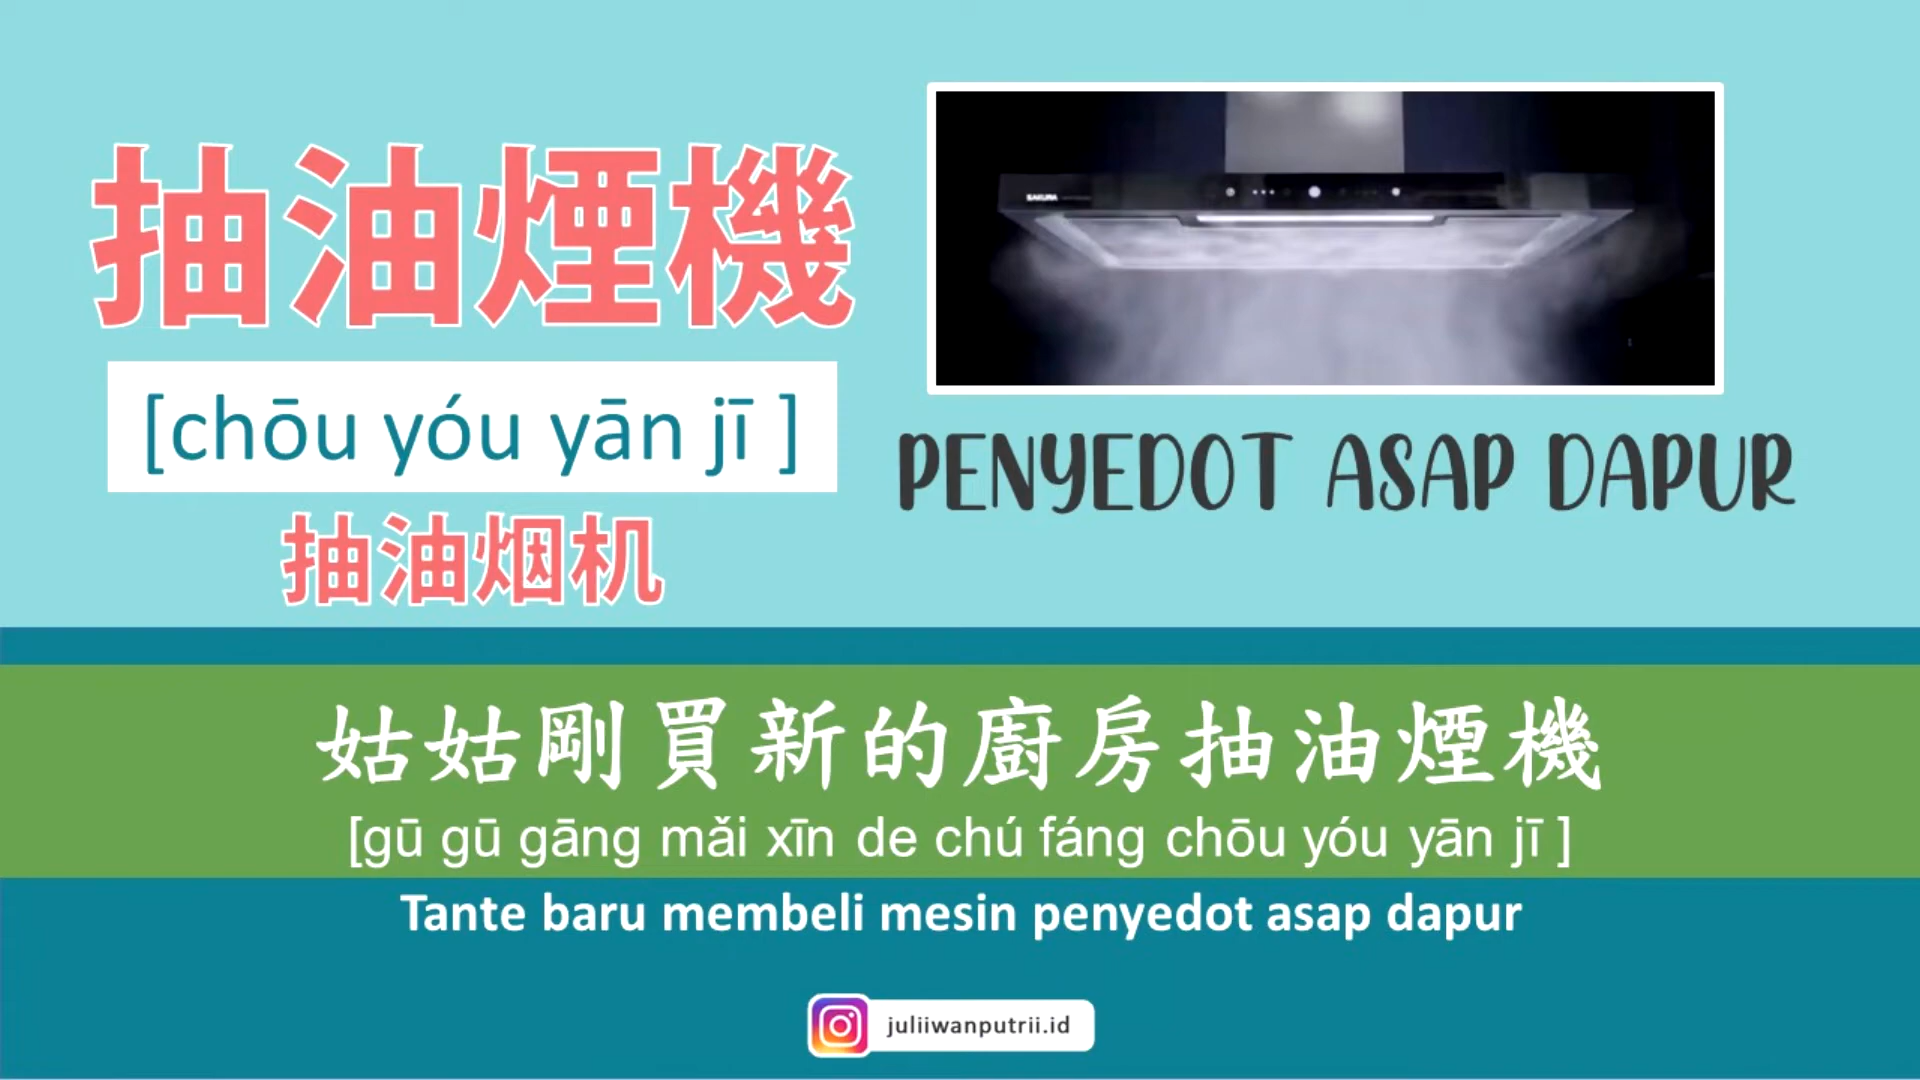 抽油煙機
[chōu yóu yān jī ]
抽油烟机
SAKURA
PENYEDOT ASAP DAPUR
姑姑剛買新的廚房抽油煙機
[gū gū gāng mǎi xīn de chú fáng chōu yóu yān jī ]
Tante baru membeli mesin penyedot asap dapur
juliiwanputrii.id